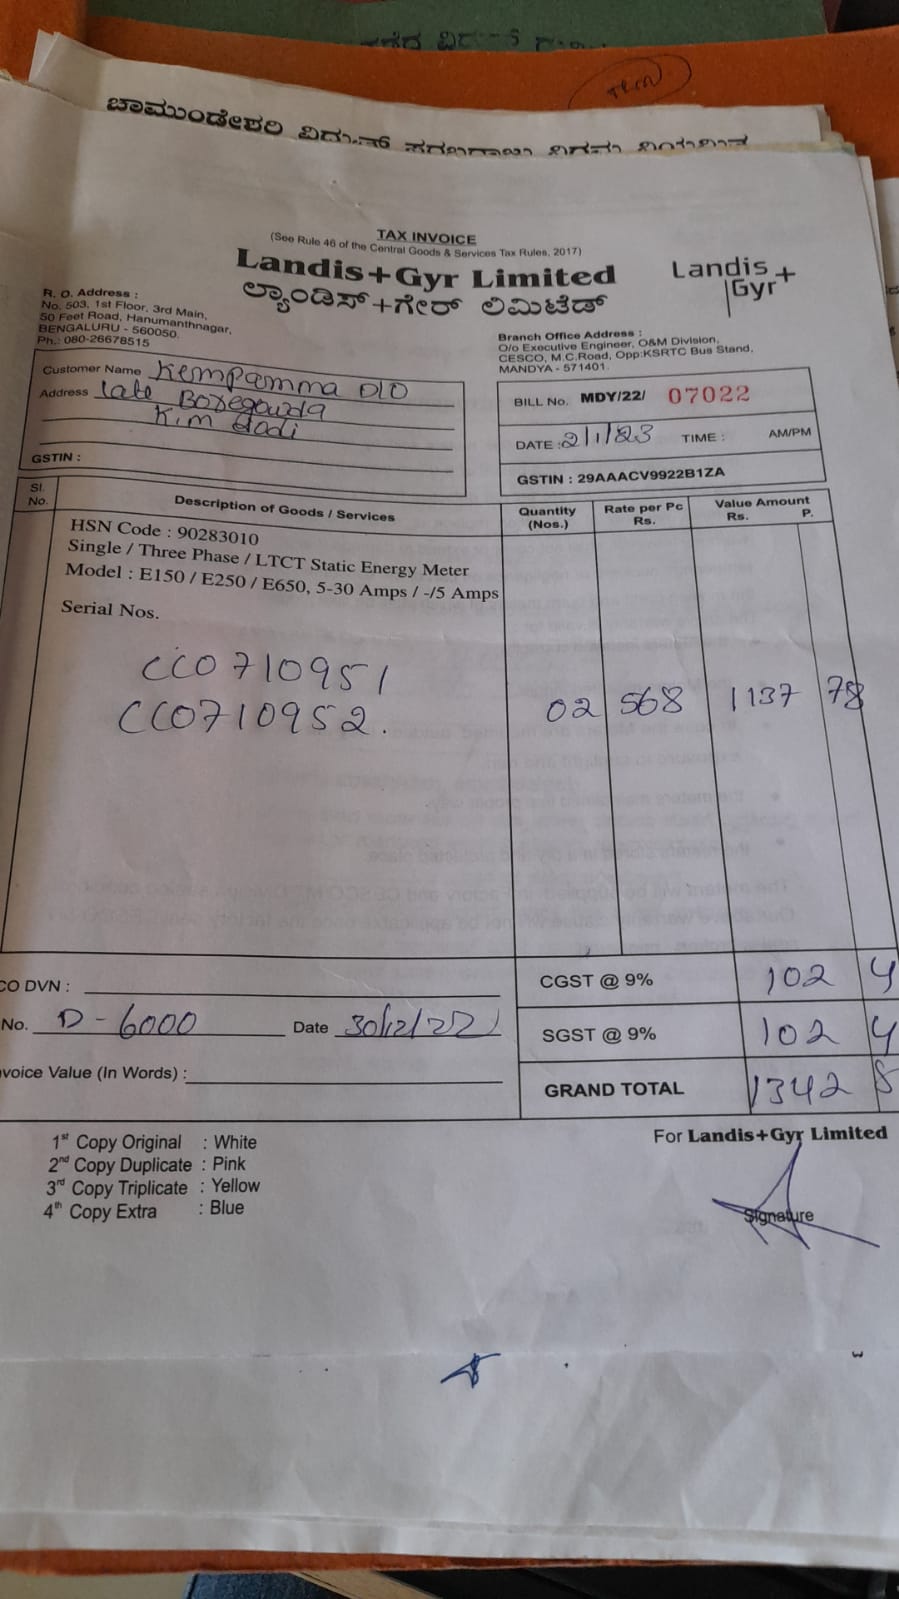 ಚಾಮುಂಡೇಶ್ವರಿ ವಿದ್ಯುತ್
TAX INVOICE
(See Rule 46 of the Central Goods & Services Tax Rules, 2017)
Landis+Gyr Limited
ಲ್ಯಾಂಡಿಸ್+ಗೇರ್ ಲಿಮಿಟೆಡ್
Landis
Gyr+
R. O. Address :
No. 503, 1st Floor, 3rd Main,
50 Feet Road, Hanumanthnagar,
BENGALURU - 560050.
Ph.: 080-26678515
Branch Office Address :
O/o Executive Engineer, O&M Division,
CESCO, M.C.Road, Opp:KSRTC Bus Stand,
MANDYA - 571401.
Customer Name Kempamma D/O
Address late Boregowda
K.m dodi
GSTIN :
BILL No. MDY/22/ 07022
DATE : 2/1/23 TIME : AM/PM
GSTIN : 29AAACV9922B1ZA
Sl. No. Description of Goods / Services Quantity (Nos.) Rate per Pc Rs. Value Amount Rs. P.
HSN Code : 90283010
Single / Three Phase / LTCT Static Energy Meter
Model : E150 / E250 / E650, 5-30 Amps / -/5 Amps
Serial Nos.
CC0710951
CC0710952. 02 568 1137 78
CO DVN : CGST @ 9% 102 4
No. D-6000 Date 30/12/22 SGST @ 9% 102 4
voice Value (In Words) : GRAND TOTAL 1342 8
1st Copy Original : White
2nd Copy Duplicate : Pink
3rd Copy Triplicate : Yellow
4th Copy Extra : Blue
For Landis+Gyr Limited
Signature